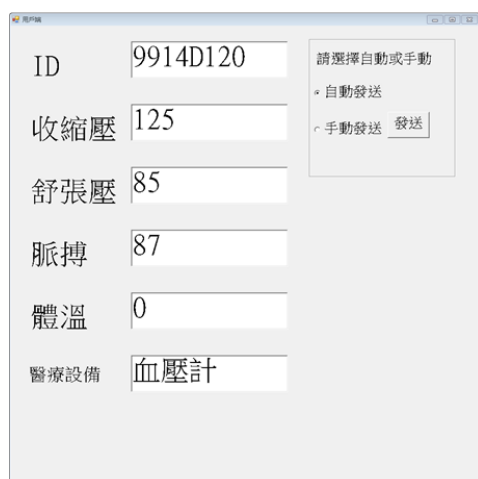 用戶端
ID
9914D120
收縮壓
125
舒張壓
85
脈搏
87
體溫
0
醫療設備
血壓計
請選擇自動或手動
自動發送
手動發送
發送